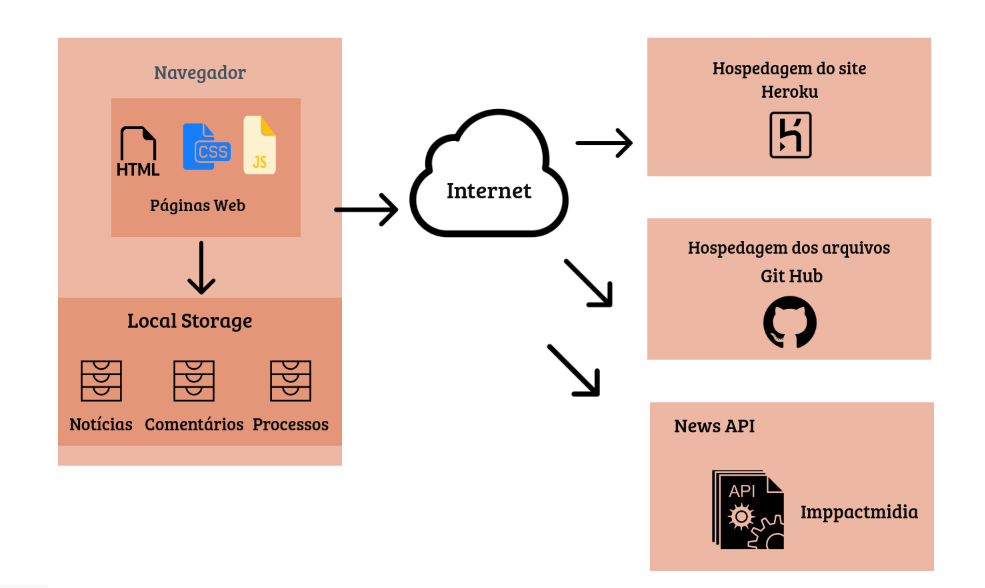 Navegador
HTML
CSS
JS
Páginas Web
Local Storage
Notícias
Comentários
Processos
Internet
Hospedagem do site
Heroku
Hospedagem dos arquivos
Git Hub
News API
API
Imppactmidia